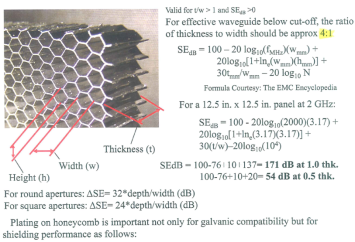 Valid for t/w > 1 and SEdB >0
For effective waveguide below cut-off, the ratio
of thickness to width should be approx 4:1
SEdB = 100 – 20 log10(fMHz)(wmm) +
20log10[1+lne(wmm)(hmm)] +
30tmm/wmm – 20 log10 N
Formula Courtesy: The EMC Encyclopedia
For a 12.5 in. x 12.5 in. panel at 2 GHz:
SEdB = 100 - 20log10(2000)(3.17) +
20log10[1+lne(3.17)(3.17)] +
30(t/w)–20log10(10⁴)
Thickness (t)
Width (w)
Height (h)
SEdB = 100-76+10+137= 171 dB at 1.0 thk.
100-76+10+20= 54 dB at 0.5 thk.
For round apertures: ΔSE= 32*depth/width (dB)
For square apertures: ΔSE= 24*depth/width (dB)
Plating on honeycomb is important not only for galvanic compatibility but for
shielding performance as follows: